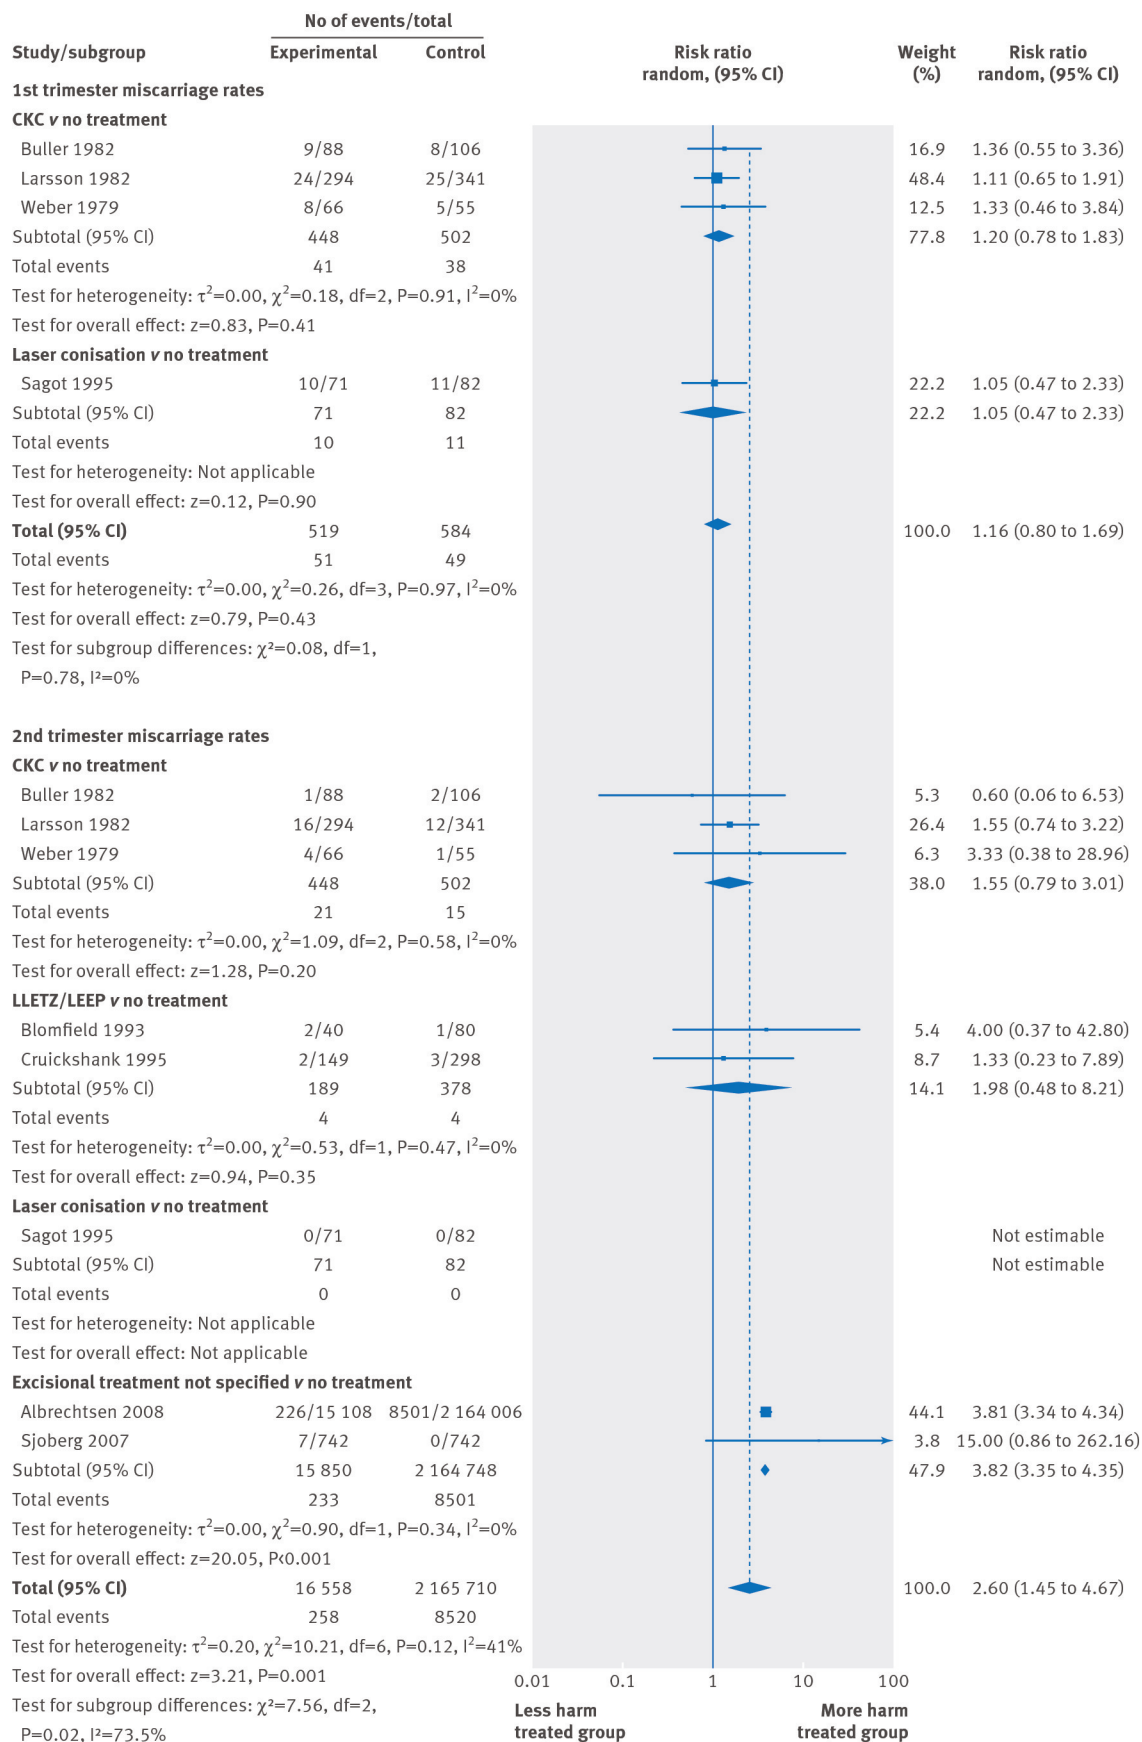 No of events/total
Study/subgroup Experimental Control Risk ratio random, (95% CI) Weight (%) Risk ratio random, (95% CI)
1st trimester miscarriage rates
CKC v no treatment
Buller 1982 9/88 8/106 16.9 1.36 (0.55 to 3.36)
Larsson 1982 24/294 25/341 48.4 1.11 (0.65 to 1.91)
Weber 1979 8/66 5/55 12.5 1.33 (0.46 to 3.84)
Subtotal (95% CI) 448 502 77.8 1.20 (0.78 to 1.83)
Total events 41 38
Test for heterogeneity: τ²=0.00, χ²=0.18, df=2, P=0.91, I²=0%
Test for overall effect: z=0.83, P=0.41
Laser conisation v no treatment
Sagot 1995 10/71 11/82 22.2 1.05 (0.47 to 2.33)
Subtotal (95% CI) 71 82 22.2 1.05 (0.47 to 2.33)
Total events 10 11
Test for heterogeneity: Not applicable
Test for overall effect: z=0.12, P=0.90
Total (95% CI) 519 584 100.0 1.16 (0.80 to 1.69)
Total events 51 49
Test for heterogeneity: τ²=0.00, χ²=0.26, df=3, P=0.97, I²=0%
Test for overall effect: z=0.79, P=0.43
Test for subgroup differences: χ²=0.08, df=1,
P=0.78, I²=0%
2nd trimester miscarriage rates
CKC v no treatment
Buller 1982 1/88 2/106 5.3 0.60 (0.06 to 6.53)
Larsson 1982 16/294 12/341 26.4 1.55 (0.74 to 3.22)
Weber 1979 4/66 1/55 6.3 3.33 (0.38 to 28.96)
Subtotal (95% CI) 448 502 38.0 1.55 (0.79 to 3.01)
Total events 21 15
Test for heterogeneity: τ²=0.00, χ²=1.09, df=2, P=0.58, I²=0%
Test for overall effect: z=1.28, P=0.20
LLETZ/LEEP v no treatment
Blomfield 1993 2/40 1/80 5.4 4.00 (0.37 to 42.80)
Cruickshank 1995 2/149 3/298 8.7 1.33 (0.23 to 7.89)
Subtotal (95% CI) 189 378 14.1 1.98 (0.48 to 8.21)
Total events 4 4
Test for heterogeneity: τ²=0.00, χ²=0.53, df=1, P=0.47, I²=0%
Test for overall effect: z=0.94, P=0.35
Laser conisation v no treatment
Sagot 1995 0/71 0/82 Not estimable
Subtotal (95% CI) 71 82 Not estimable
Total events 0 0
Test for heterogeneity: Not applicable
Test for overall effect: Not applicable
Excisional treatment not specified v no treatment
Albrechtsen 2008 226/15 108 8501/2 164 006 44.1 3.81 (3.34 to 4.34)
Sjoberg 2007 7/742 0/742 3.8 15.00 (0.86 to 262.16)
Subtotal (95% CI) 15 850 2 164 748 47.9 3.82 (3.35 to 4.35)
Total events 233 8501
Test for heterogeneity: τ²=0.00, χ²=0.90, df=1, P=0.34, I²=0%
Test for overall effect: z=20.05, P<0.001
Total (95% CI) 16 558 2 165 710 100.0 2.60 (1.45 to 4.67)
Total events 258 8520
Test for heterogeneity: τ²=0.20, χ²=10.21, df=6, P=0.12, I²=41%
Test for overall effect: z=3.21, P=0.001
Test for subgroup differences: χ²=7.56, df=2,
P=0.02, I²=73.5%
0.01 0.1 1 10 100
Less harm treated group
More harm treated group